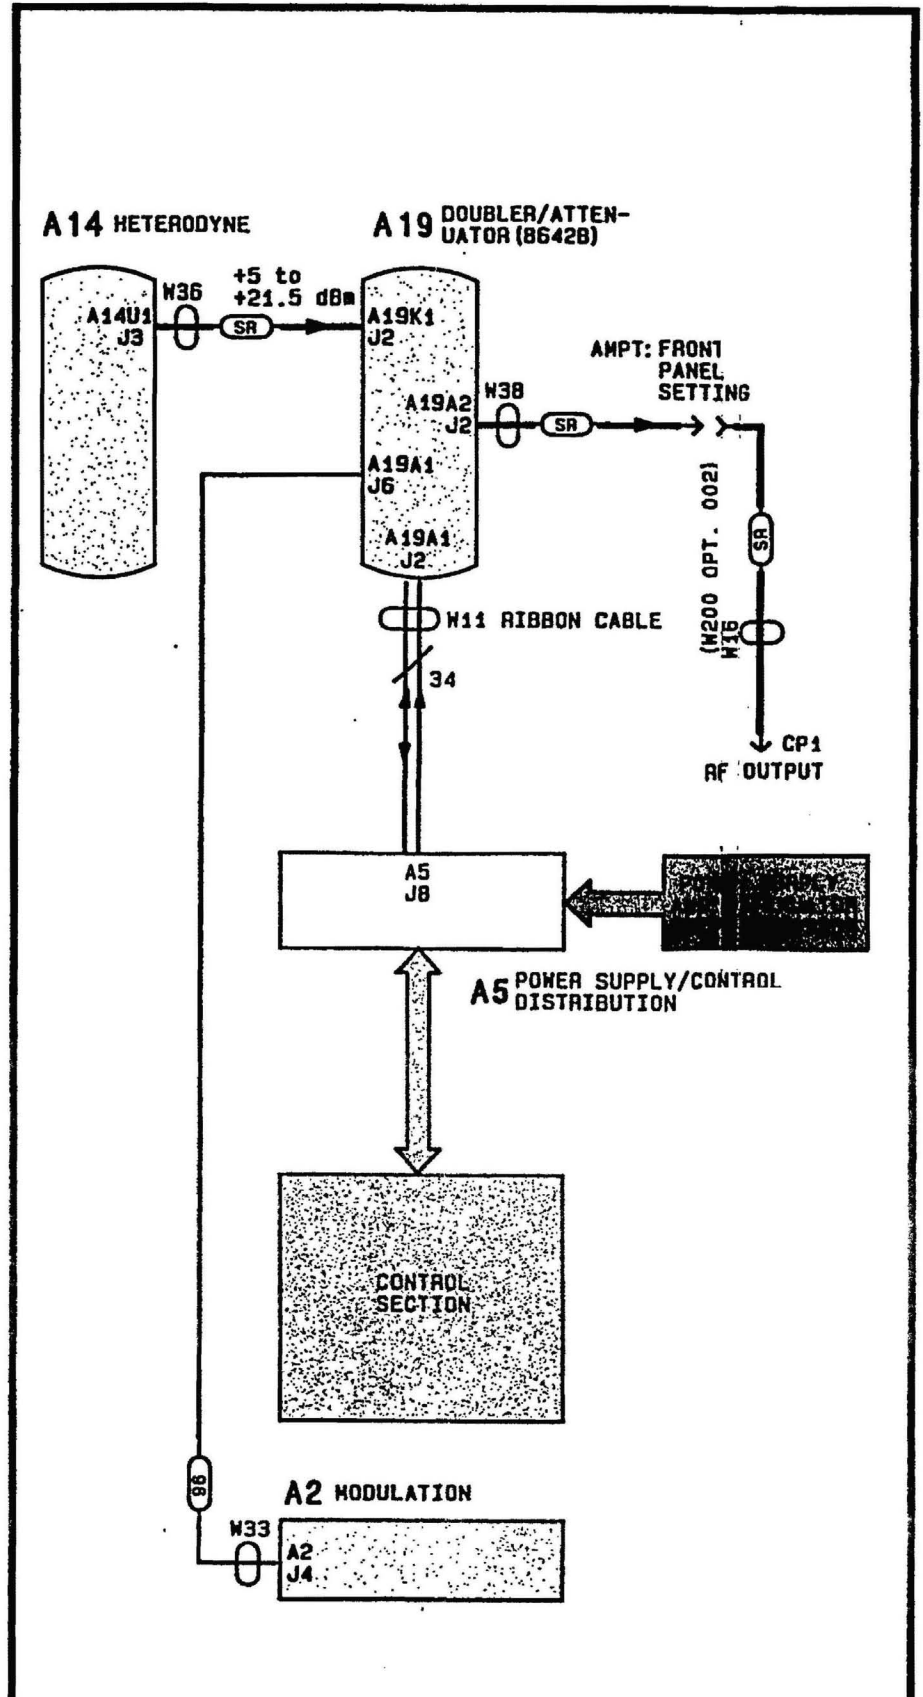 A14 HETERODYNE
A19 DOUBLER/ATTEN-
UATOR (8642B)
W36
+5 to
+21.5 dBm
A14U1
J3
SR
A19K1
J2
AMPT: FRONT
PANEL
SETTING
W38
A19A2
J2
SR
A19A1
J6
A19A1
J2
(W200 OPT. 002)
W16
SR
W11 RIBBON CABLE
34
CP1
RF OUTPUT
A5
J8
POWER SUPPLY
A5 POWER SUPPLY/CONTROL
DISTRIBUTION
CONTROL
SECTION
96
A2 MODULATION
W33
A2
J4